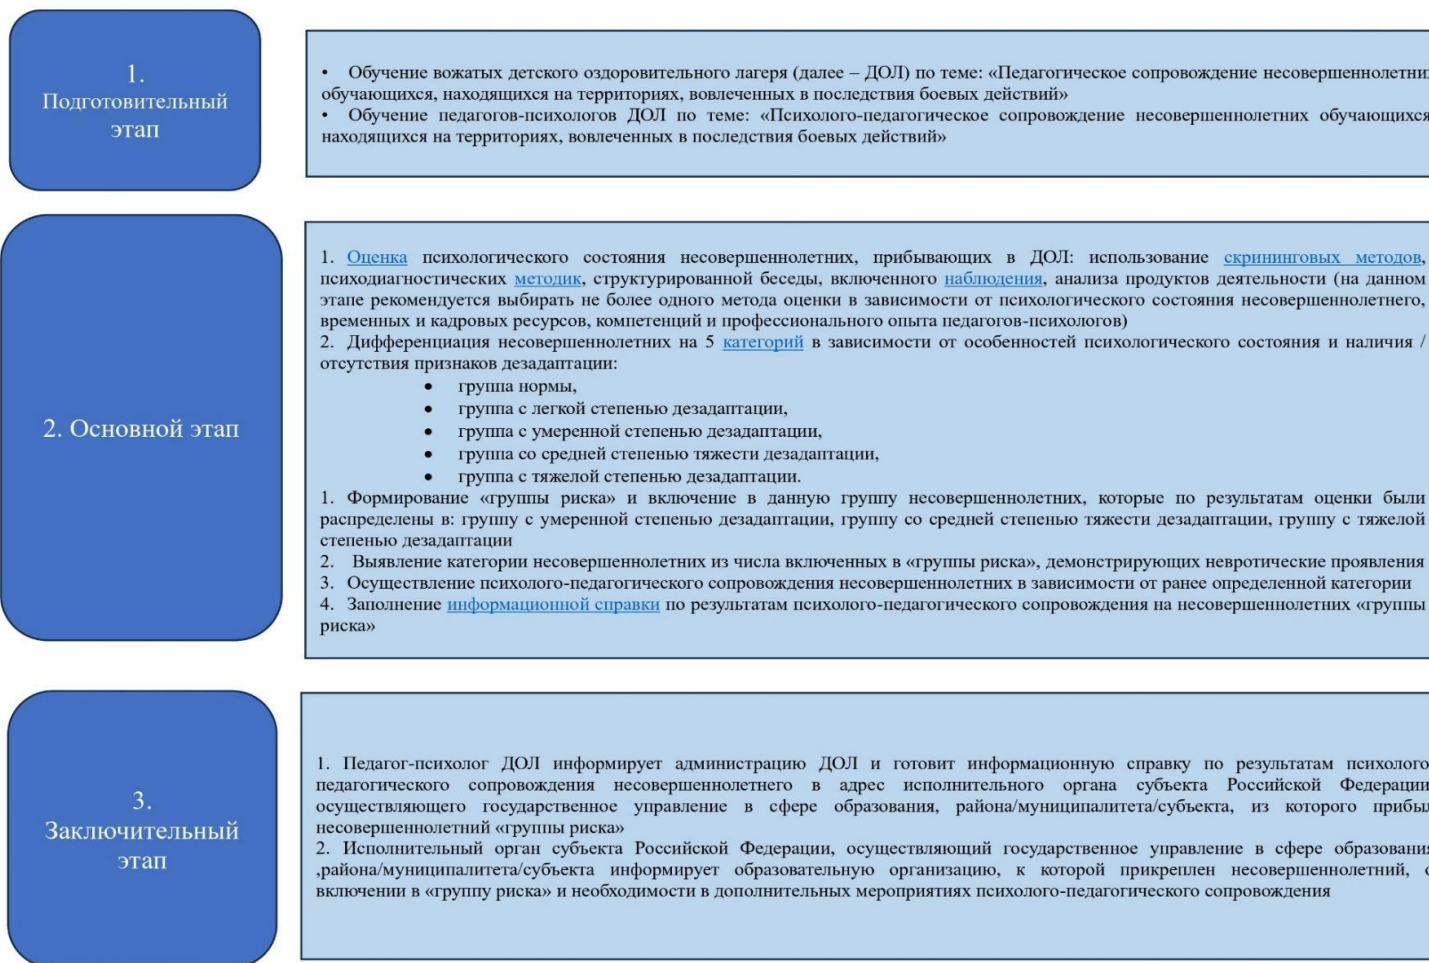 1.
Подготовительный
этап
• Обучение вожатых детского оздоровительного лагеря (далее – ДОЛ) по теме: «Педагогическое сопровождение несовершеннолетни
обучающихся, находящихся на территориях, вовлеченных в последствия боевых действий»
• Обучение педагогов-психологов ДОЛ по теме: «Психолого-педагогическое сопровождение несовершеннолетних обучающихся
находящихся на территориях, вовлеченных в последствия боевых действий»
2. Основной этап
1. Оценка психологического состояния несовершеннолетних, прибывающих в ДОЛ: использование скрининговых методов,
психодиагностических методик, структурированной беседы, включенного наблюдения, анализа продуктов деятельности (на данном
этапе рекомендуется выбирать не более одного метода оценки в зависимости от психологического состояния несовершеннолетнего,
временных и кадровых ресурсов, компетенций и профессионального опыта педагогов-психологов)
2. Дифференциация несовершеннолетних на 5 категорий в зависимости от особенностей психологического состояния и наличия /
отсутствия признаков дезадаптации:
• группа нормы,
• группа с легкой степенью дезадаптации,
• группа с умеренной степенью дезадаптации,
• группа со средней степенью тяжести дезадаптации,
• группа с тяжелой степенью дезадаптации.
1. Формирование «группы риска» и включение в данную группу несовершеннолетних, которые по результатам оценки были
распределены в: группу с умеренной степенью дезадаптации, группу со средней степенью тяжести дезадаптации, группу с тяжелой
степенью дезадаптации
2. Выявление категории несовершеннолетних из числа включенных в «группы риска», демонстрирующих невротические проявления
3. Осуществление психолого-педагогического сопровождения несовершеннолетних в зависимости от ранее определенной категории
4. Заполнение информационной справки по результатам психолого-педагогического сопровождения на несовершеннолетних «группы
риска»
3.
Заключительный
этап
1. Педагог-психолог ДОЛ информирует администрацию ДОЛ и готовит информационную справку по результатам психолого
педагогического сопровождения несовершеннолетнего в адрес исполнительного органа субъекта Российской Федерации
осуществляющего государственное управление в сфере образования, района/муниципалитета/субъекта, из которого прибыл
несовершеннолетний «группы риска»
2. Исполнительный орган субъекта Российской Федерации, осуществляющий государственное управление в сфере образования
,района/муниципалитета/субъекта информирует образовательную организацию, к которой прикреплен несовершеннолетний, о
включении в «группу риска» и необходимости в дополнительных мероприятиях психолого-педагогического сопровождения